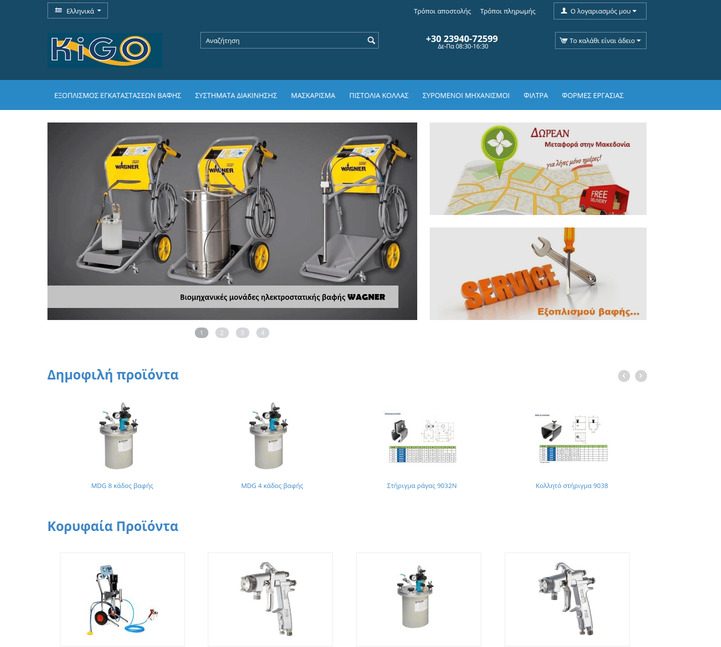 Ελληνικά
Τρόποι αποστολής
Τρόποι πληρωμής
Ο λογαριασμός μου
KiGO
Αναζήτηση
+30 23940-72599
Δε-Πα 08:30-16:30
Το καλάθι είναι άδειο
ΕΞΟΠΛΙΣΜΟΣ ΕΓΚΑΤΑΣΤΑΣΕΩΝ ΒΑΦΗΣ
ΣΥΣΤΗΜΑΤΑ ΔΙΑΚΙΝΗΣΗΣ
ΜΑΣΚΑΡΙΣΜΑ
ΠΙΣΤΟΛΙΑ ΚΟΛΛΑΣ
ΣΥΡΟΜΕΝΟΙ ΜΗΧΑΝΙΣΜΟΙ
ΦΙΛΤΡΑ
ΦΟΡΜΕΣ ΕΡΓΑΣΙΑΣ
WAGNER
WAGNER
WAGNER
Βιομηχανικές μονάδες ηλεκτροστατικής βαφής WAGNER
Δωρεάν
Μεταφορά στην Μακεδονία
για λίγες μόνο ημέρες!
FREE
DELIVERY
SERVICE
Εξοπλισμού βαφής...
1
2
3
4
Δημοφιλή προϊόντα
MDG 8 κάδος βαφής
MDG 4 κάδος βαφής
Στήριγμα ράγας 9032N
Κολλητό στήριγμα 9038
Κορυφαία Προϊόντα